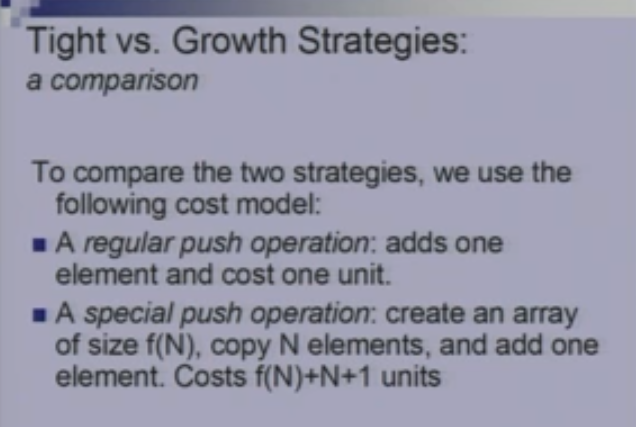 Tight vs. Growth Strategies:
a comparison
To compare the two strategies, we use the
following cost model:
A regular push operation: adds one
element and cost one unit.
A special push operation: create an array
of size f(N), copy N elements, and add one
element. Costs f(N)+N+1 units